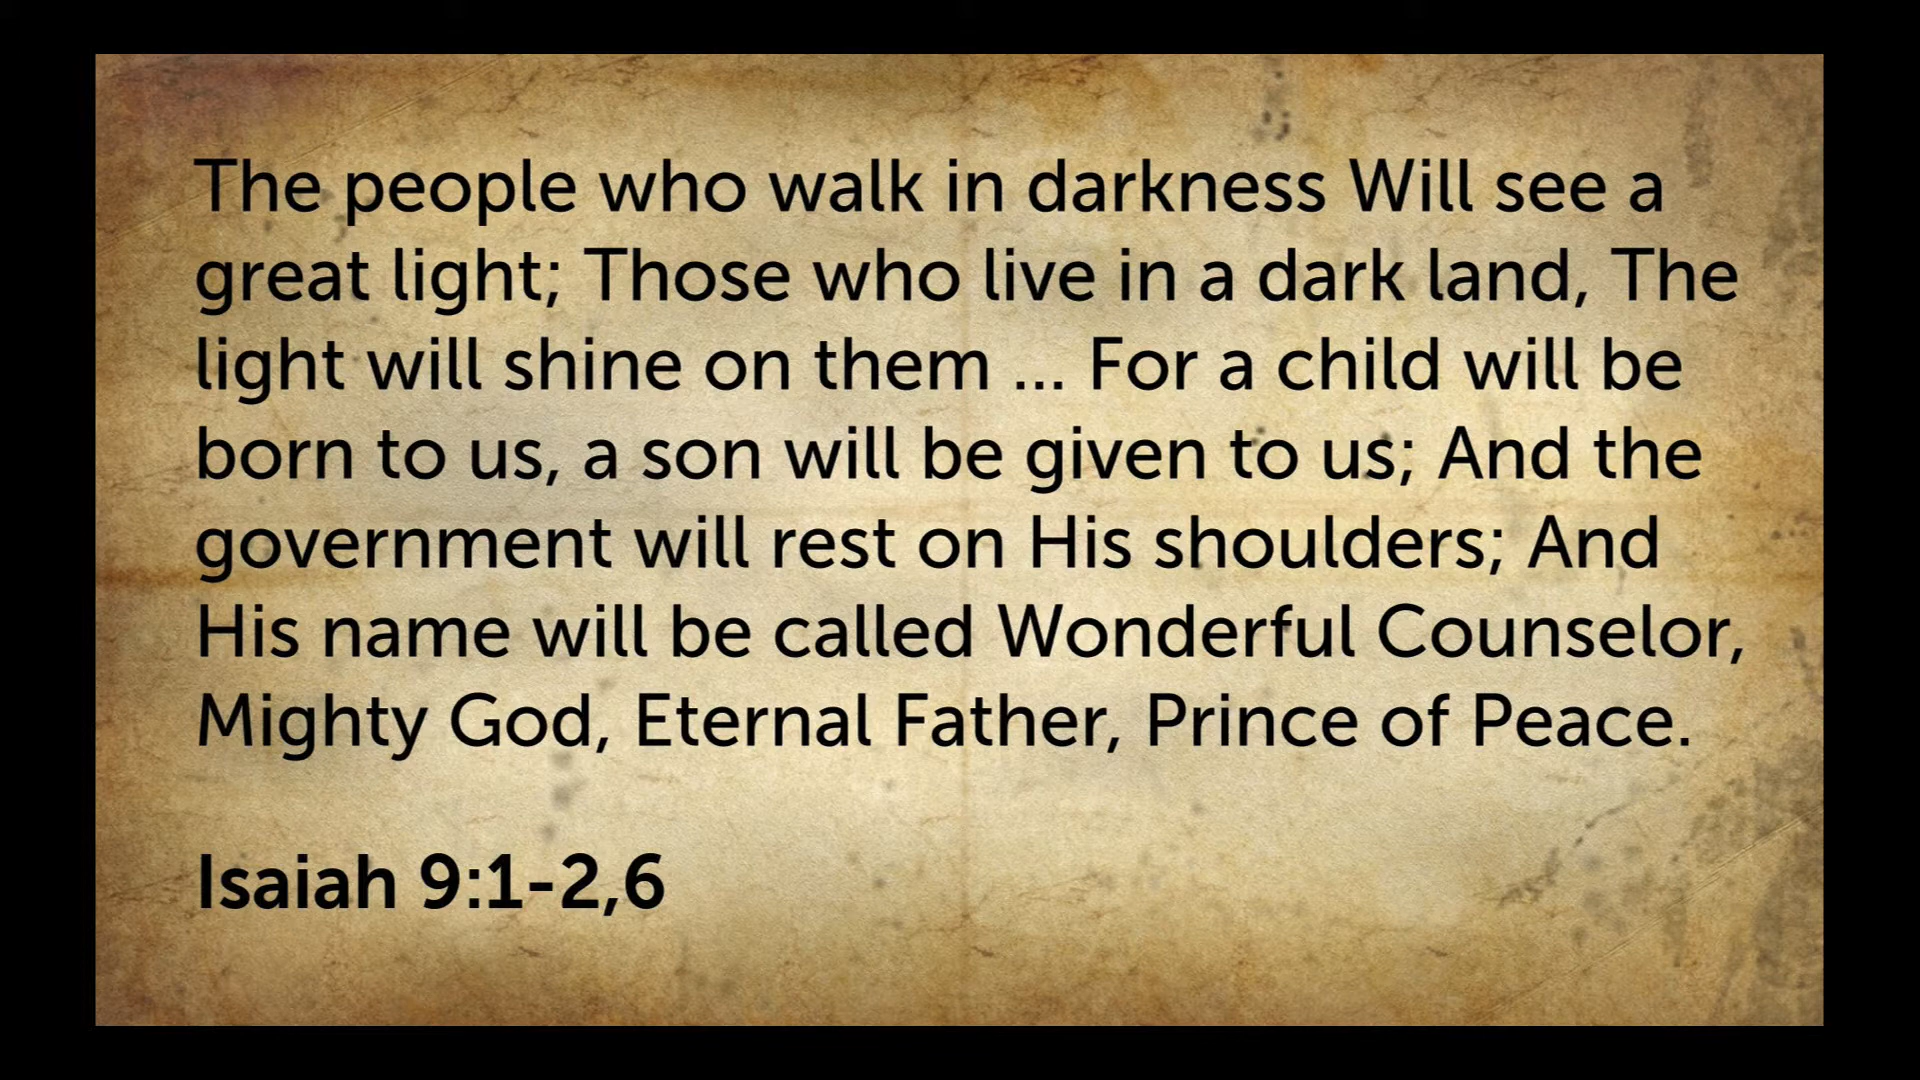 The people who walk in darkness Will see a
great light; Those who live in a dark land, The
light will shine on them ... For a child will be
born to us, a son will be given to us; And the
government will rest on His shoulders; And
His name will be called Wonderful Counselor,
Mighty God, Eternal Father, Prince of Peace.
Isaiah 9:1-2,6